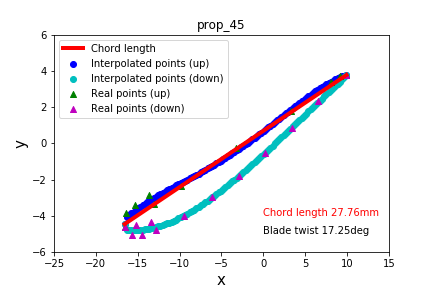 prop_45
Chord length
Interpolated points (up)
Interpolated points (down)
Real points (up)
Real points (down)
6
4
2
0
−2
−4
−6
y
Chord length 27.76mm
Blade twist 17.25deg
−25
−20
−15
−10
−5
0
5
10
15
x